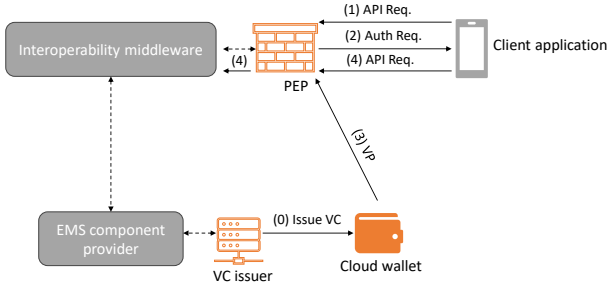 (1) API Req.
Interoperability middleware
(2) Auth Req.
Client application
(4)
(4) API Req.
PEP
(3) VP
EMS component
provider
(0) Issue VC
VC issuer
Cloud wallet